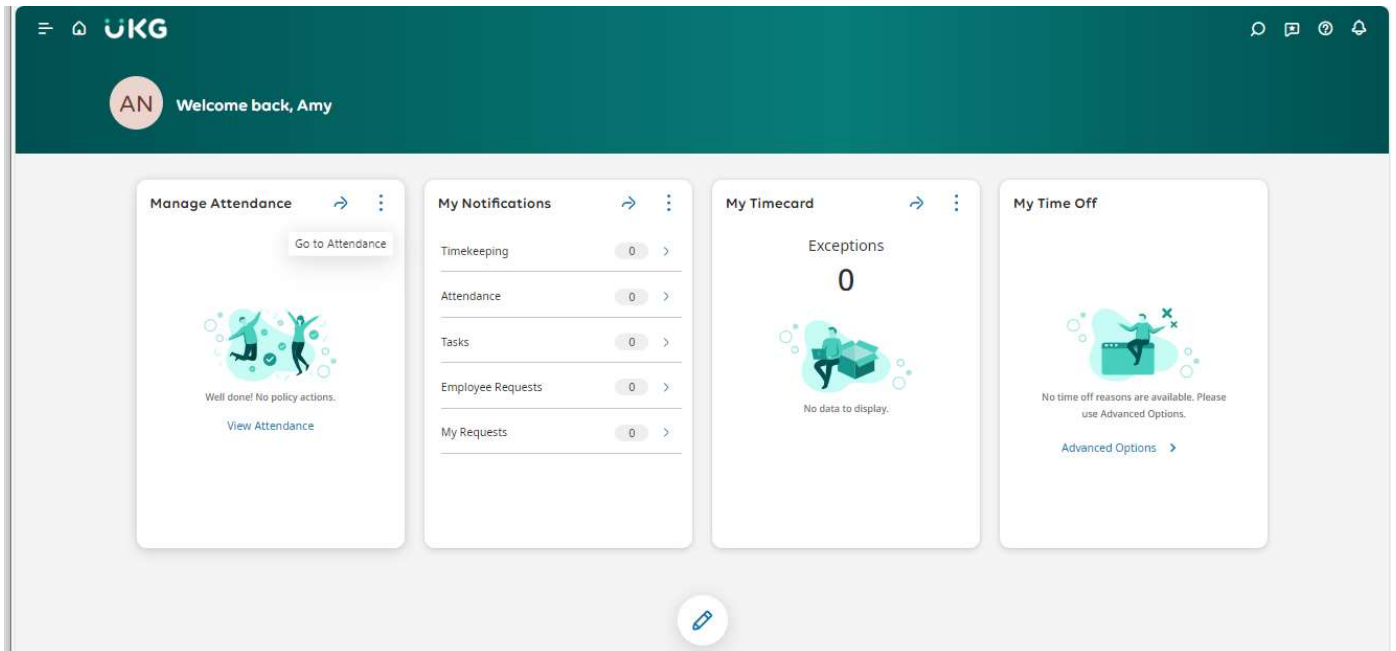 UKG
AN
Welcome back, Amy
Manage Attendance
Go to Attendance
Well done! No policy actions.
View Attendance
My Notifications
Timekeeping 0
Attendance 0
Tasks 0
Employee Requests 0
My Requests 0
My Timecard
Exceptions
0
No data to display.
My Time Off
No time off reasons are available. Please
use Advanced Options.
Advanced Options